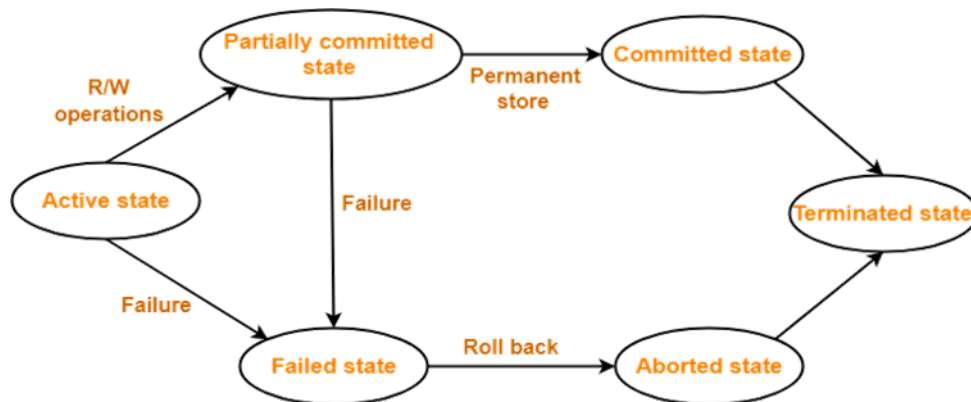 Partially committed
state
Committed state
Permanent
store
R/W
operations
Active state
Failure
Terminated state
Failure
Failed state
Roll back
Aborted state